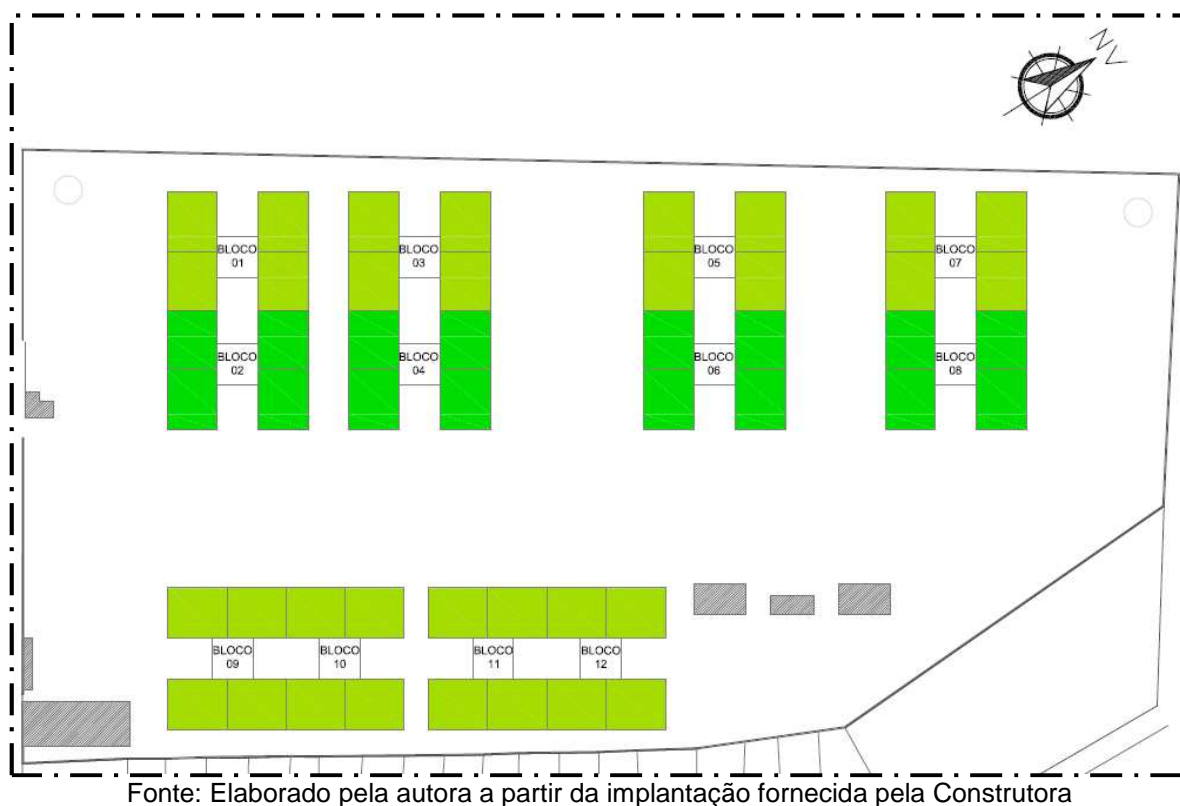 NV
BLOCO
01
BLOCO
03
BLOCO
05
BLOCO
07
BLOCO
02
BLOCO
04
BLOCO
06
BLOCO
08
BLOCO
09
BLOCO
10
BLOCO
11
BLOCO
12
Fonte: Elaborado pela autora a partir da implantação fornecida pela Construtora